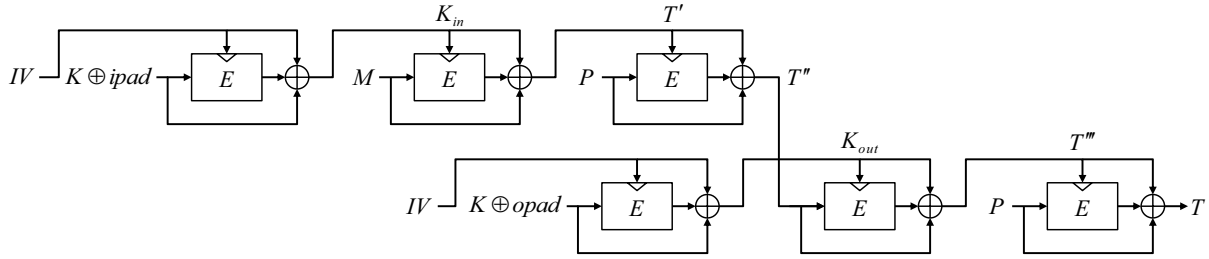 K_in T′
IV K ⊕ ipad E M E P E T″
K_out T‴
IV K ⊕ opad E E P E T